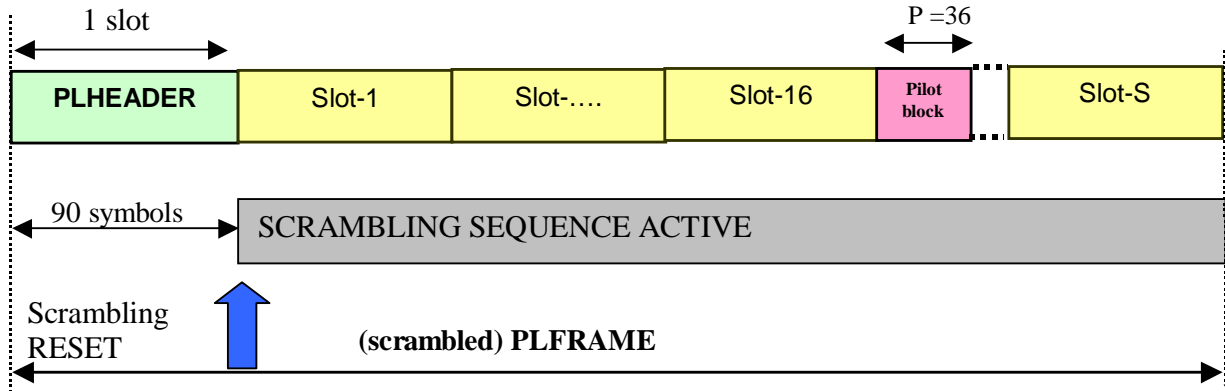 1 slot
P =36
PLHEADER
Slot-1
Slot-....
Slot-16
Pilot
block
Slot-S
90 symbols
SCRAMBLING SEQUENCE ACTIVE
Scrambling
RESET
(scrambled) PLFRAME